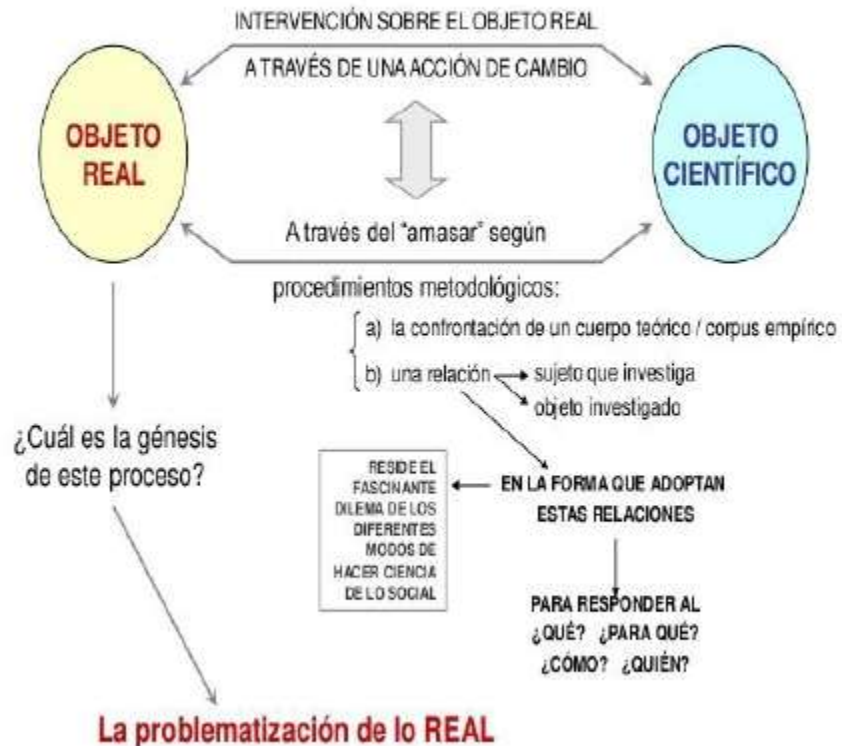 INTERVENCIÓN SOBRE EL OBJETO REAL
A TRAVÉS DE UNA ACCIÓN DE CAMBIO
OBJETO
REAL
OBJETO
CIENTÍFICO
A través del "amasar" según
procedimientos metodológicos:
a) la confrontación de un cuerpo teórico / corpus empírico
b) una relación
sujeto que investiga
objeto investigado
¿Cuál es la génesis
de este proceso?
RESIDE EL
FASCINANTE
DILEMA DE LOS
DIFERENTES
MODOS DE
HACER CIENCIA
DE LO SOCIAL
EN LA FORMA QUE ADOPTAN
ESTAS RELACIONES
PARA RESPONDER AL
¿QUÉ? ¿PARA QUÉ?
¿CÓMO? ¿QUIÉN?
La problematización de lo REAL